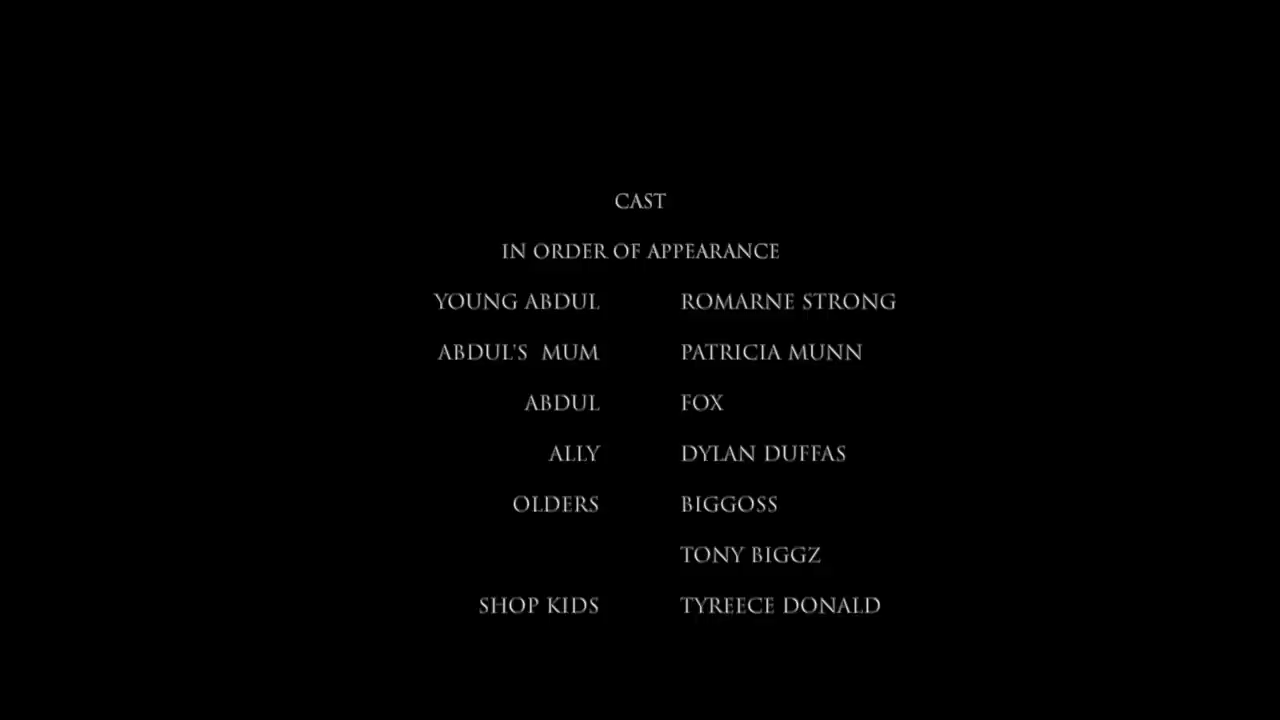 CAST
IN ORDER OF APPEARANCE
YOUNG ABDUL ROMARNE STRONG
ABDUL'S MUM PATRICIA MUNN
ABDUL FOX
ALLY DYLAN DUFFAS
OLDERS BIGGOSS
TONY BIGGZ
SHOP KIDS TYREECE DONALD